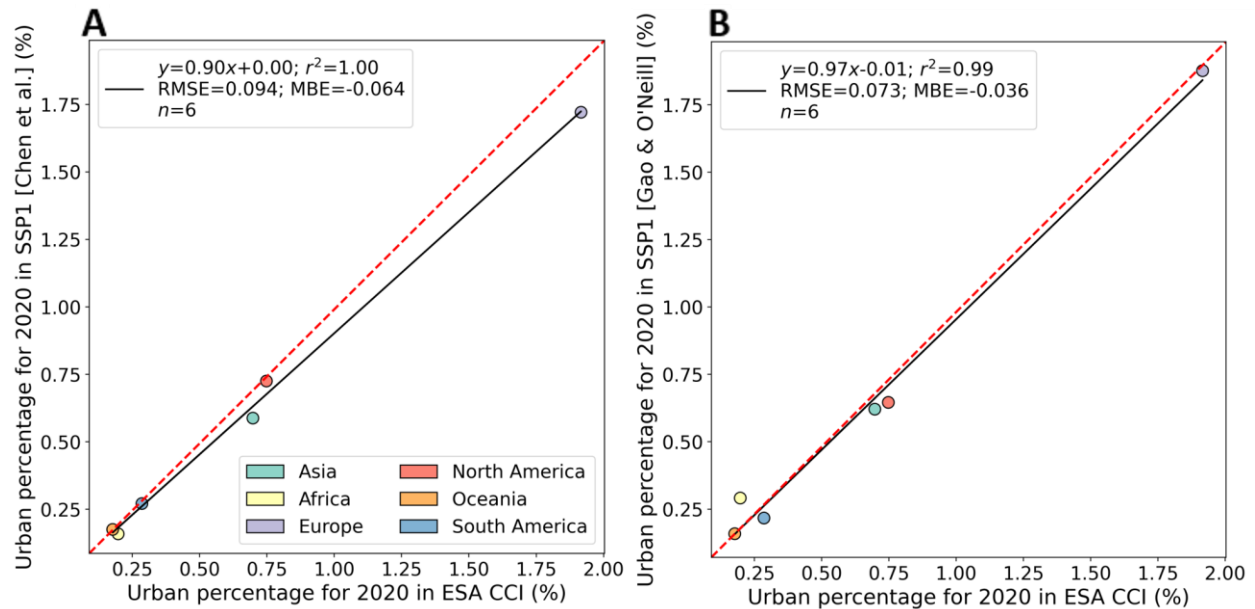 A
Urban percentage for 2020 in SSP1 [Chen et al.] (%)
y=0.90x+0.00; r²=1.00
RMSE=0.094; MBE=-0.064
n=6
1.75
1.50
1.25
1.00
0.75
0.50
0.25
Asia
Africa
Europe
North America
Oceania
South America
0.25 0.50 0.75 1.00 1.25 1.50 1.75 2.00
Urban percentage for 2020 in ESA CCI (%)
B
Urban percentage for 2020 in SSP1 [Gao & O'Neill] (%)
y=0.97x-0.01; r²=0.99
RMSE=0.073; MBE=-0.036
n=6
1.75
1.50
1.25
1.00
0.75
0.50
0.25
0.25 0.50 0.75 1.00 1.25 1.50 1.75 2.00
Urban percentage for 2020 in ESA CCI (%)